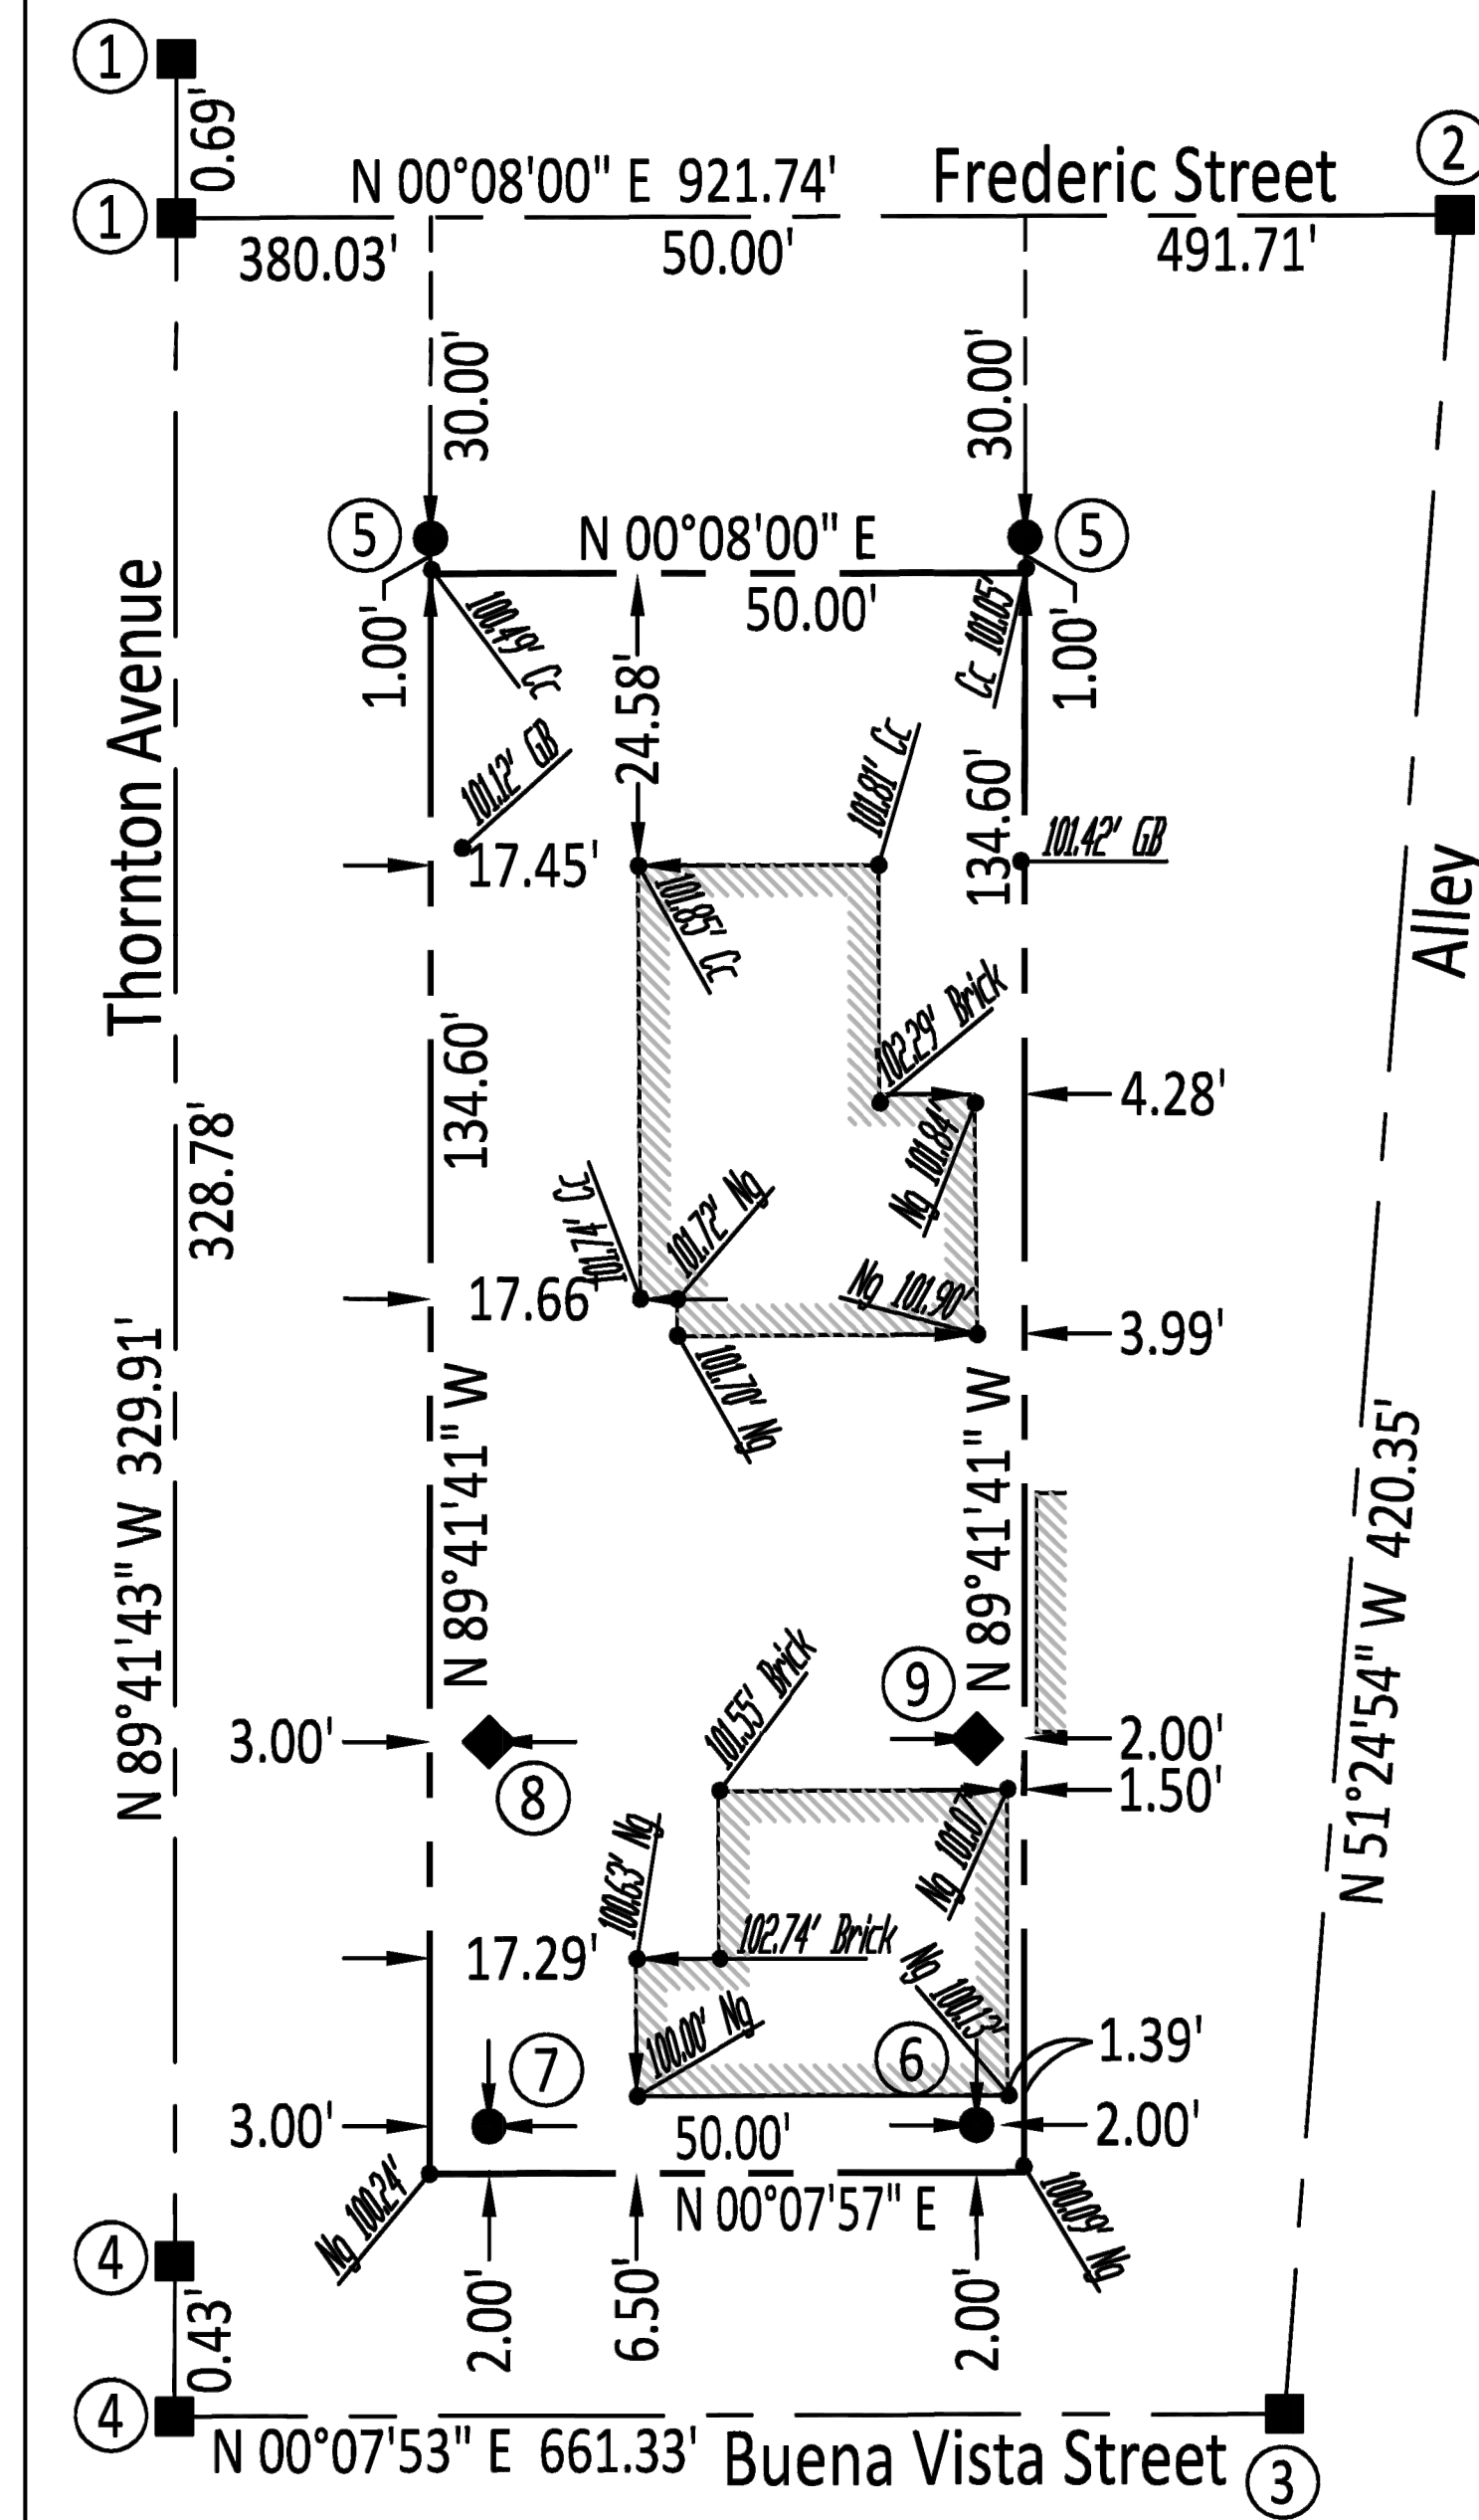 1
0.69'
1
N 00°08'00" E 921.74'
Frederic Street
2
380.03'
50.00'
491.71'
30.00'
30.00'
5
N 00°08'00" E
5
50.00'
1.00'
100.49' Cc
Cc 101.05'
1.00'
24.58'
101.12' GB
101.81' Cc
134.60'
101.42' GB
17.45'
101.85' Cc
Thornton Avenue
Alley
102.29' Brick
4.28'
134.60'
Ng 101.84'
328.78'
101.74' Cc
101.72' Ng
17.66'
Ng 101.90'
3.99'
101.70' Ng
N 89°41'43" W 329.91'
N 89°41'41" W
N 89°41'41" W
N 51°24'54" W 420.35'
101.55' Brick
9
3.00'
2.00'
8
1.50'
100.63' Ng
Ng 101.07'
17.29'
102.74' Brick
Ng 100.13'
100.00' Ng
7
6
1.39'
3.00'
50.00'
2.00'
N 00°07'57" E
Ng 100.24'
100.09' Ng
4
2.00'
6.50'
2.00'
0.43'
4
N 00°07'53" E 661.33'
Buena Vista Street
3